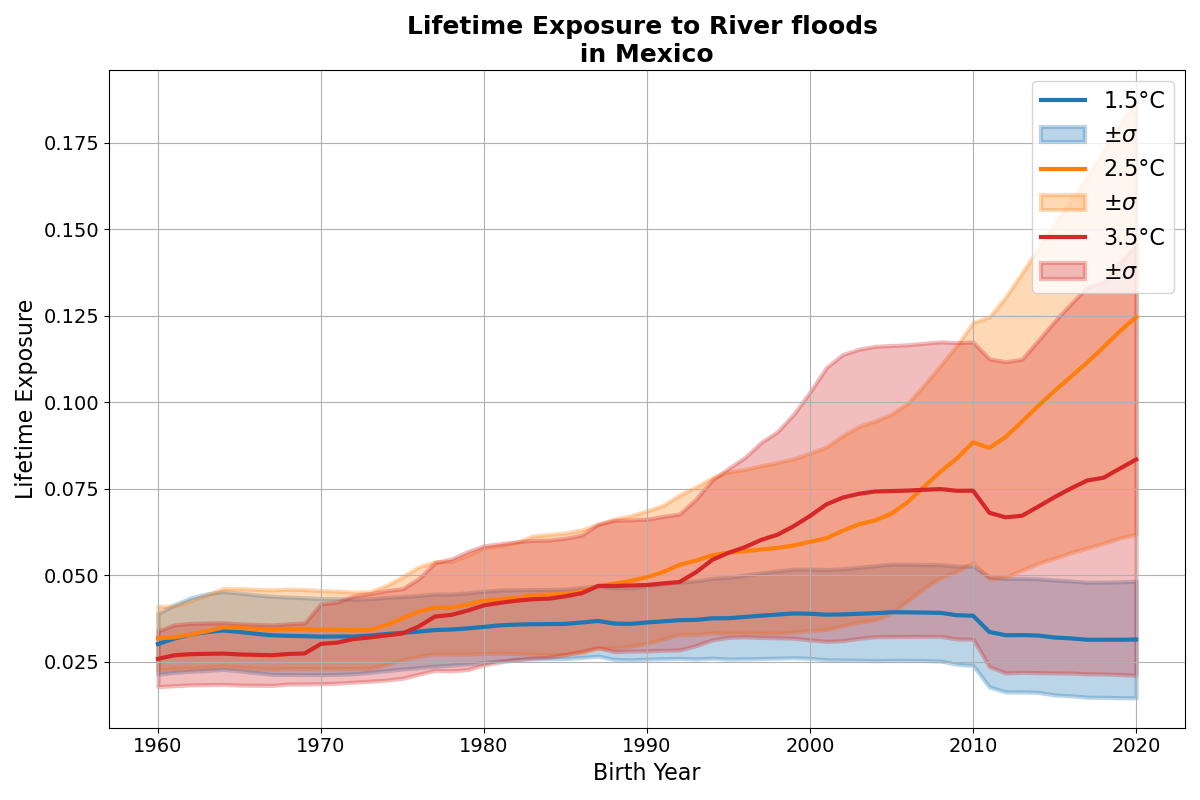 Lifetime Exposure to River floods
in Mexico
Lifetime Exposure
0.175
0.150
0.125
0.100
0.075
0.050
0.025
1960 1970 1980 1990 2000 2010 2020
Birth Year
1.5°C
±σ
2.5°C
±σ
3.5°C
±σ